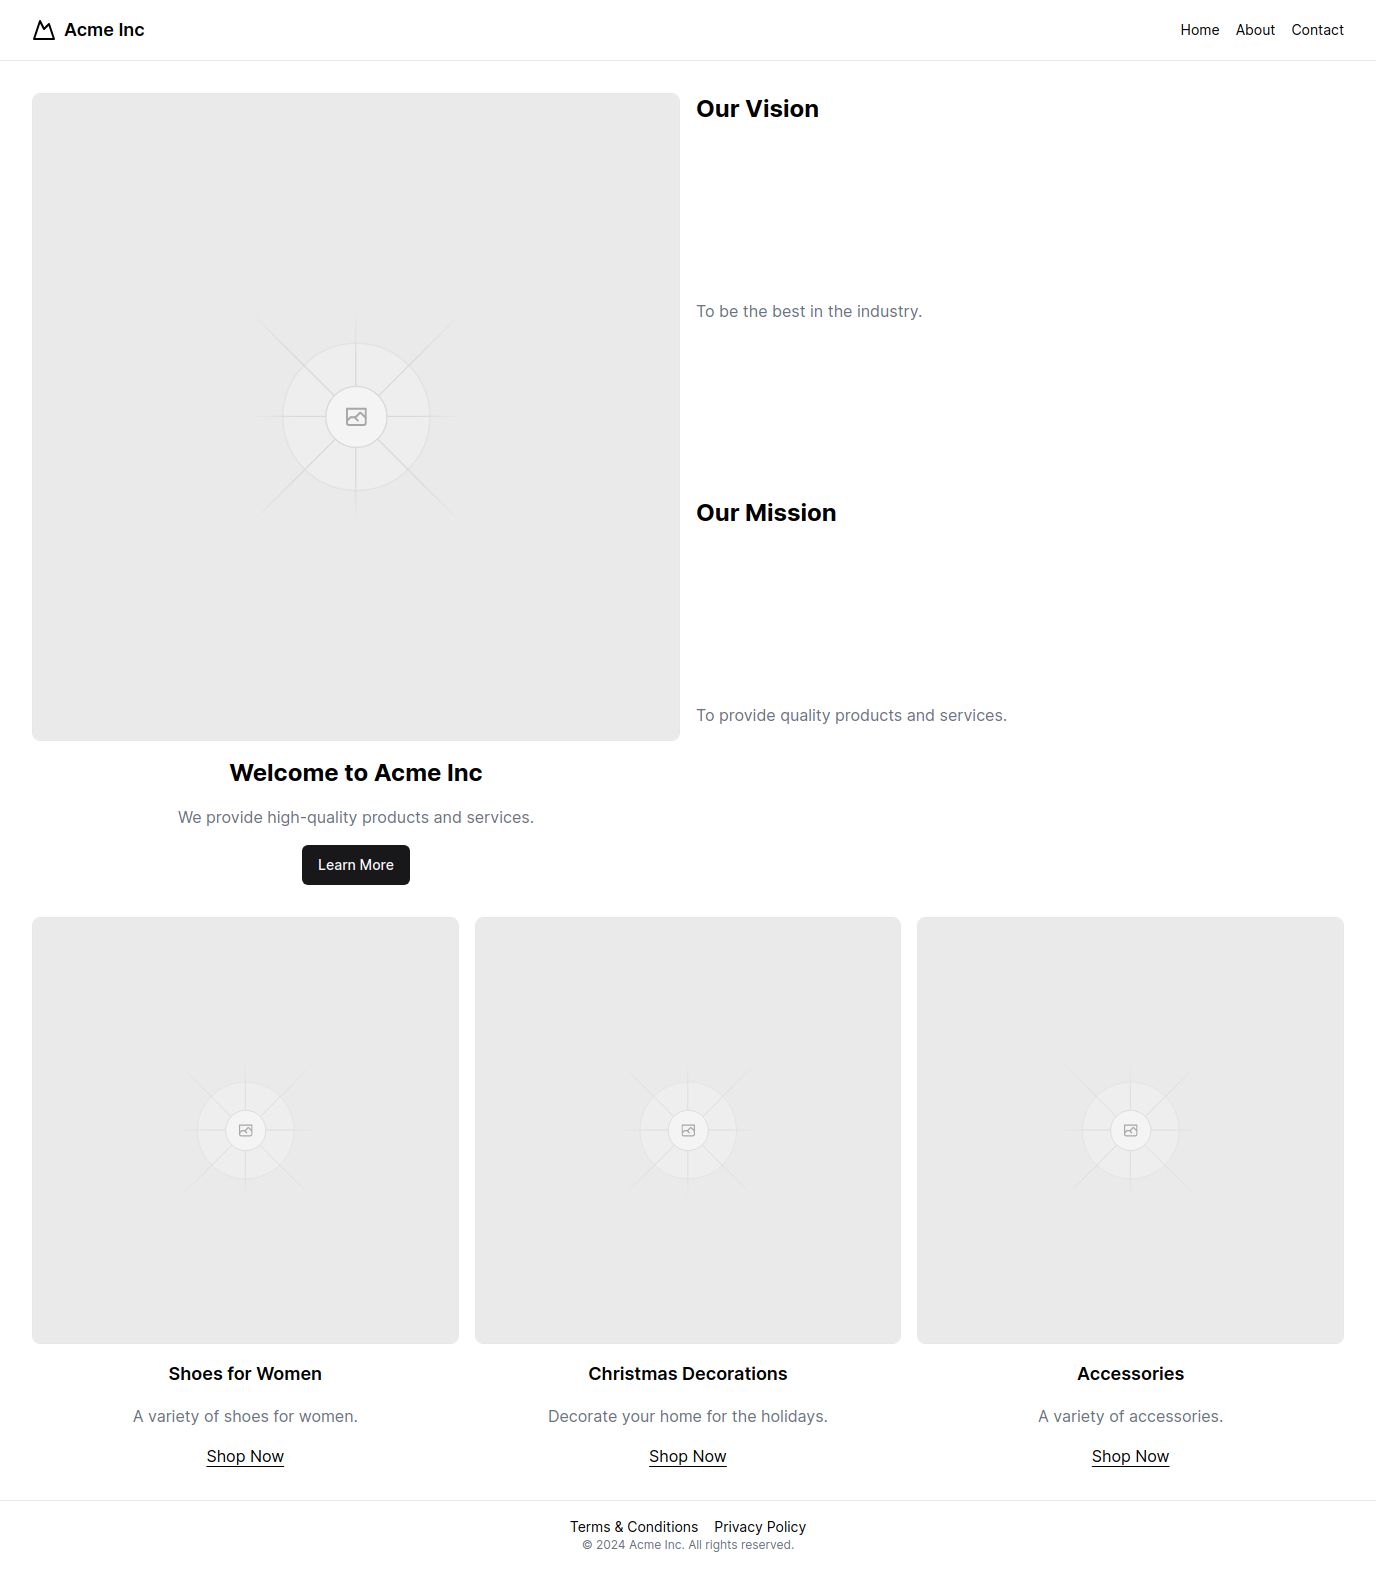 Acme Inc
Home About Contact
Our Vision
To be the best in the industry.
Our Mission
To provide quality products and services.
Welcome to Acme Inc
We provide high-quality products and services.
Learn More
Shoes for Women
A variety of shoes for women.
Shop Now
Christmas Decorations
Decorate your home for the holidays.
Shop Now
Accessories
A variety of accessories.
Shop Now
Terms & Conditions Privacy Policy
© 2024 Acme Inc. All rights reserved.